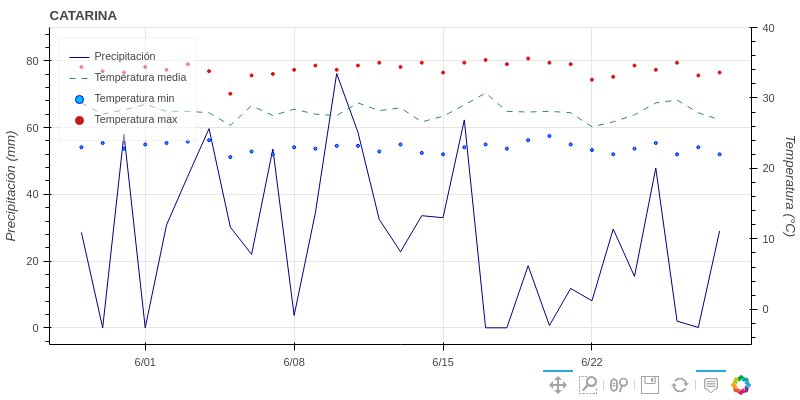 CATARINA
Precipitación
Temperatura media
Temperatura min
Temperatura max
Precipitación (mm)
80
60
40
20
0
40
30
20
10
0
Temperatura (°C)
6/01
6/08
6/15
6/22